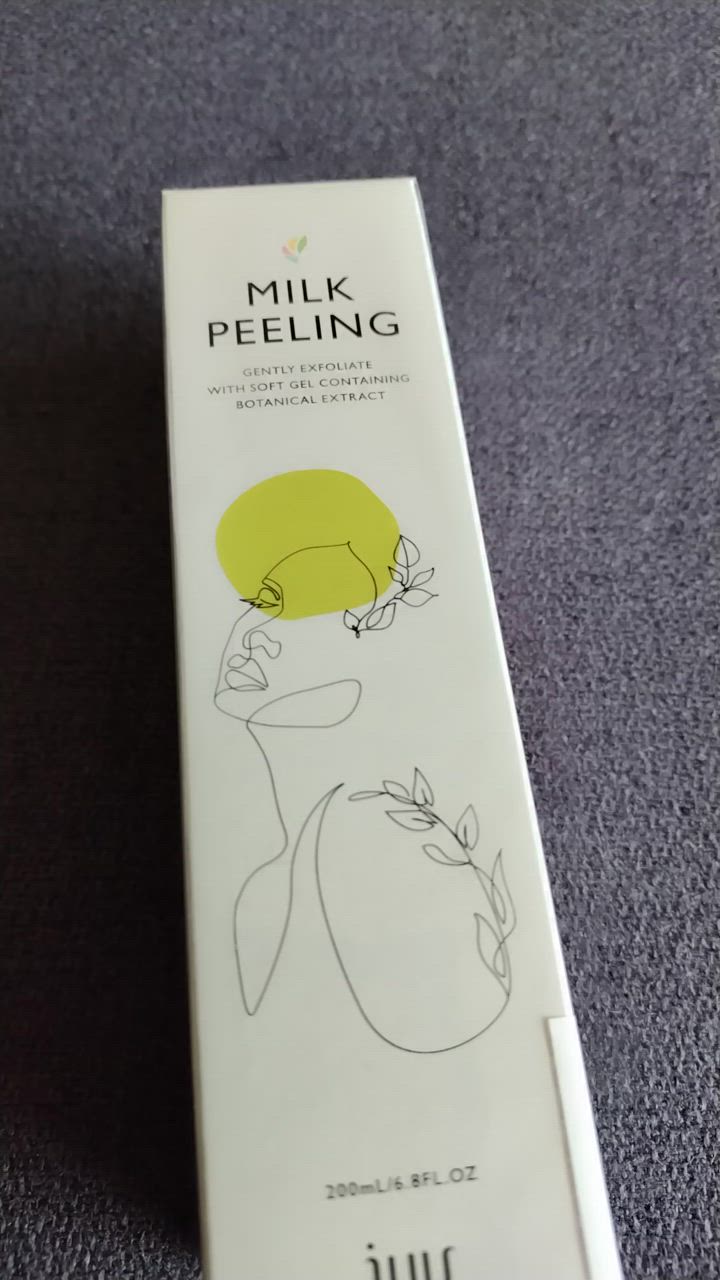 MILK
PEELING
GENTLY EXFOLIATE
WITH SOFT GEL CONTAINING
BOTANICAL EXTRACT
200mL/6.8FL.OZ